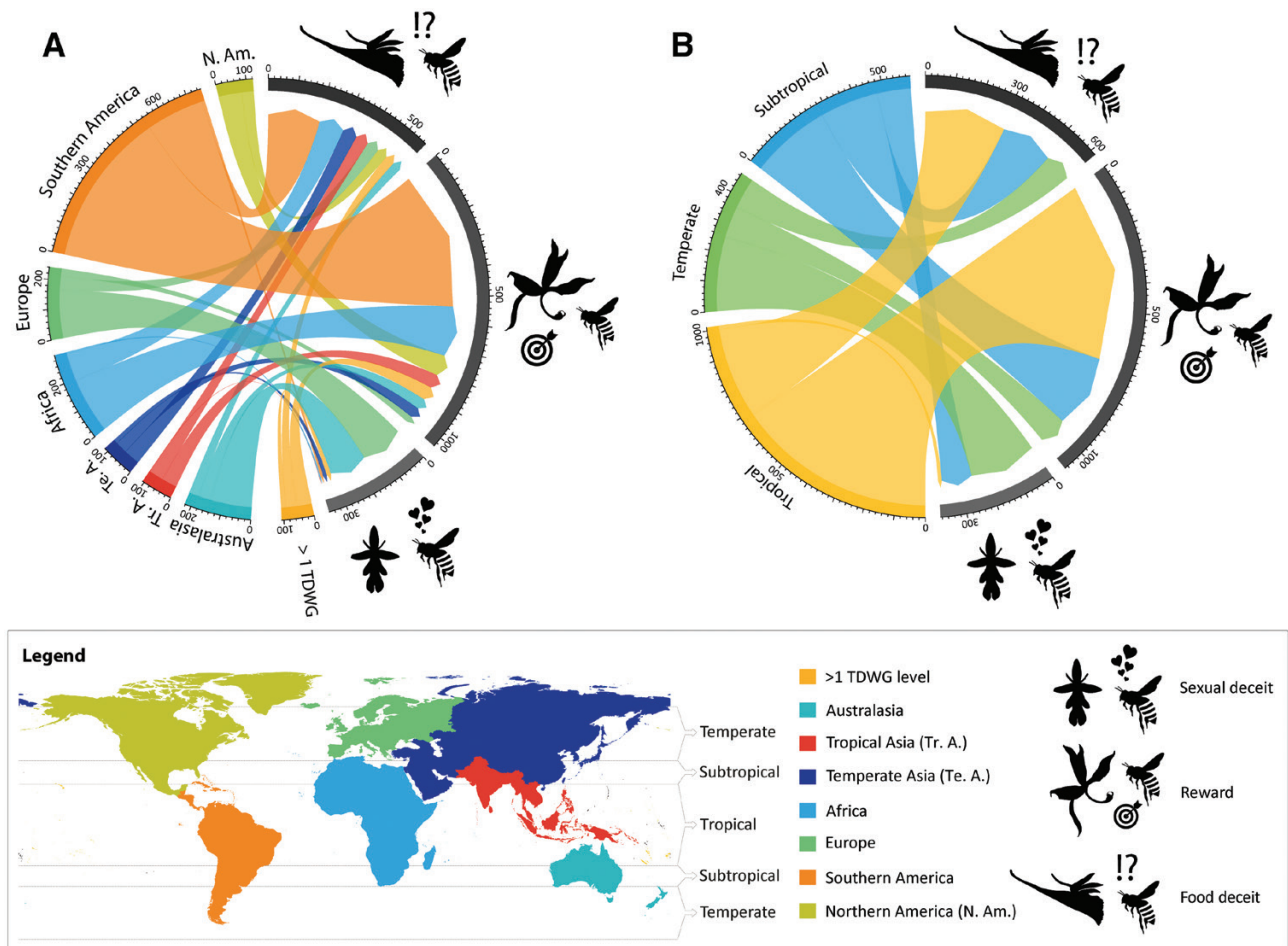 A
N. Am.
0
100
!?
0
500
Southern America
0
300
600
Europe
0
200
Africa
0
200
Te. A.
0
100
Tr. A.
0
100
Australasia
0
200
> 1 TDWG
0
100
0
500
1000
0
300
B
Subtropical
0
500
!?
0
300
600
Temperate
0
400
Tropical
0
500
1000
0
500
1000
0
300
Legend
Temperate
Subtropical
Tropical
Subtropical
Temperate
>1 TDWG level
Australasia
Tropical Asia (Tr. A.)
Temperate Asia (Te. A.)
Africa
Europe
Southern America
Northern America (N. Am.)
Sexual deceit
Reward
!?
Food deceit